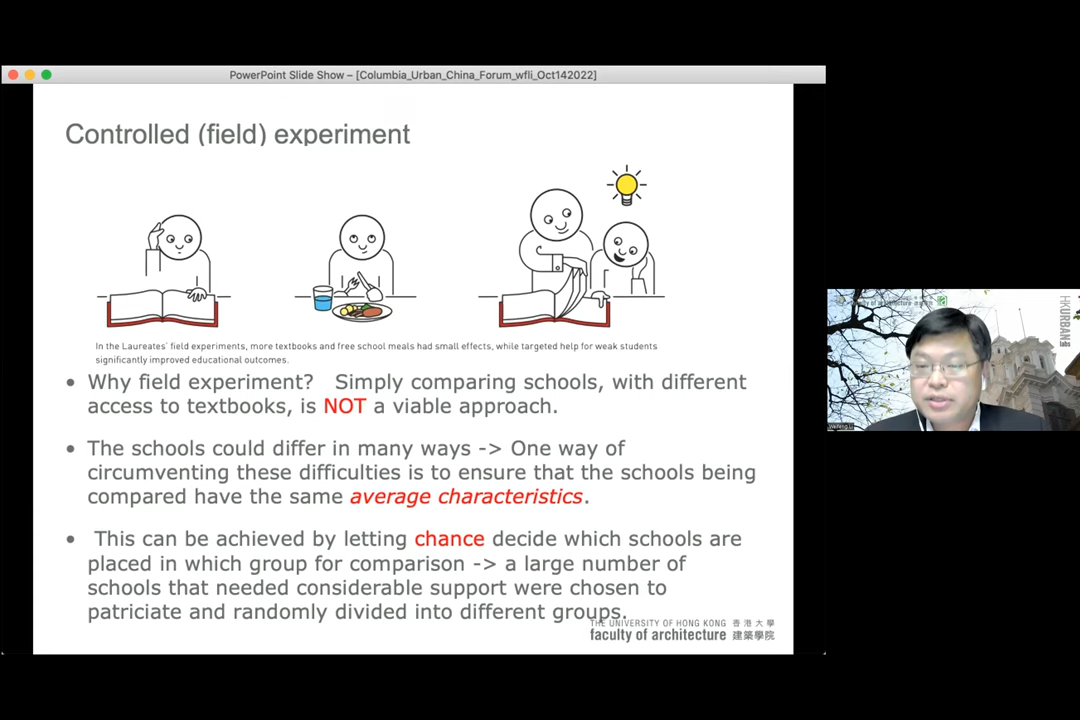 PowerPoint Slide Show – [Columbia_Urban_China_Forum_wfli_Oct142022]
Controlled (field) experiment
In the Laureates' field experiments, more textbooks and free school meals had small effects, while targeted help for weak students
significantly improved educational outcomes.
• Why field experiment? Simply comparing schools, with different
access to textbooks, is NOT a viable approach.
• The schools could differ in many ways -> One way of
circumventing these difficulties is to ensure that the schools being
compared have the same average characteristics.
• This can be achieved by letting chance decide which schools are
placed in which group for comparison -> a large number of
schools that needed considerable support were chosen to
patriciate and randomly divided into different groups.
THE UNIVERSITY OF HONG KONG 香港大學
faculty of architecture 建築學院
HKURBAN